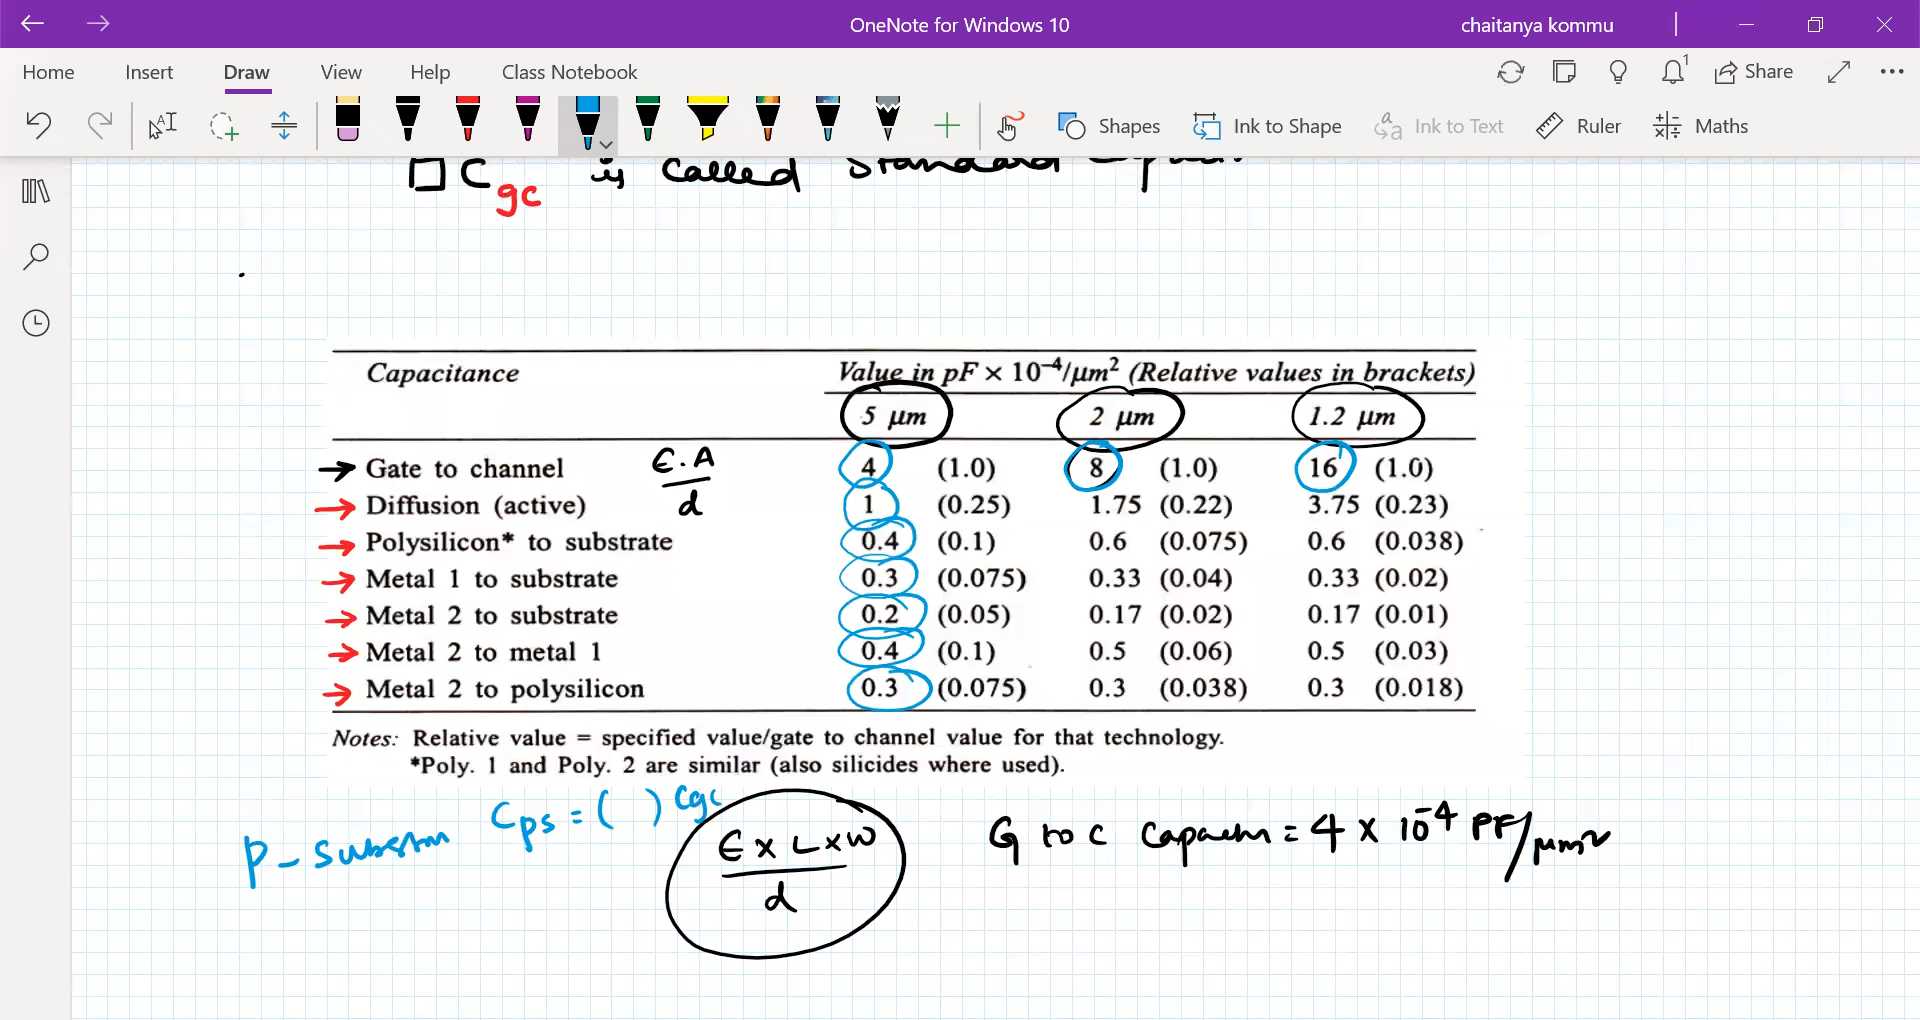 OneNote for Windows 10
chaitanya kommu
Home Insert Draw View Help Class Notebook
1 Share
Shapes Ink to Shape Ink to Text Ruler Maths
□ Cgc is called Standard
Capacitance Value in pF × 10⁻⁴/μm² (Relative values in brackets)
5 μm 2 μm 1.2 μm
Gate to channel 4 (1.0) 8 (1.0) 16 (1.0)
Diffusion (active) 1 (0.25) 1.75 (0.22) 3.75 (0.23)
Polysilicon* to substrate 0.4 (0.1) 0.6 (0.075) 0.6 (0.038)
Metal 1 to substrate 0.3 (0.075) 0.33 (0.04) 0.33 (0.02)
Metal 2 to substrate 0.2 (0.05) 0.17 (0.02) 0.17 (0.01)
Metal 2 to metal 1 0.4 (0.1) 0.5 (0.06) 0.5 (0.03)
Metal 2 to polysilicon 0.3 (0.075) 0.3 (0.038) 0.3 (0.018)
ε.A
d
Notes: Relative value = specified value/gate to channel value for that technology.
*Poly. 1 and Poly. 2 are similar (also silicides where used).
Cps = ( ) Cgc
P-
ε × L × W
d
G to C = 4 × 10⁻⁴ PF/μm²